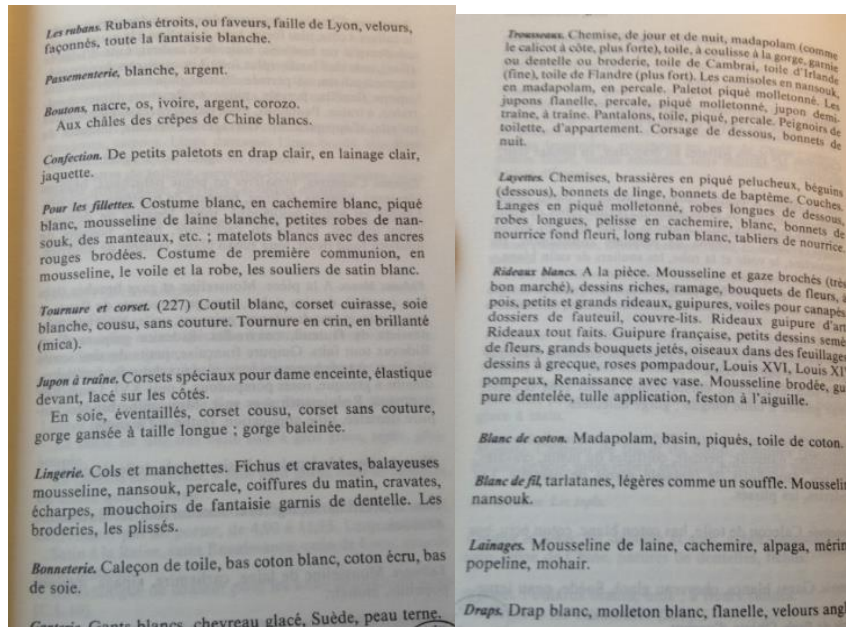 Les rubans. Rubans étroits, ou faveurs, faille de Lyon, velours,
façonnés, toute la fantaisie blanche.
Passementerie, blanche, argent.
Boutons, nacre, os, ivoire, argent, corozo.
Aux châles des crêpes de Chine blancs.
Confection. De petits paletots en drap clair, en lainage clair,
jaquette.
Pour les fillettes. Costume blanc, en cachemire blanc, piqué
blanc, mousseline de laine blanche, petites robes de nan-
souk, des manteaux, etc. ; matelots blancs avec des ancres
rouges brodées. Costume de première communion, en
mousseline, le voile et la robe, les souliers de satin blanc.
Tournure et corset. (227) Coutil blanc, corset cuirasse, soie
blanche, cousu, sans couture. Tournure en crin, en brillanté
(mica).
Jupon à traîne. Corsets spéciaux pour dame enceinte, élastique
devant, lacé sur les côtés.
En soie, éventaillés, corset cousu, corset sans couture,
gorge gansée à taille longue ; gorge baleinée.
Lingerie. Cols et manchettes. Fichus et cravates, balayeuses
mousseline, nansouk, percale, coiffures du matin, cravates,
écharpes, mouchoirs de fantaisie garnis de dentelle. Les
broderies, les plissés.
Bonneterie. Caleçon de toile, bas coton blanc, coton écru, bas
de soie.
Ganterie. Gants blancs, chevreau glacé, Suède, peau terne,
Trousseaux. Chemise, de jour et de nuit, madapolam (comme
le calicot à côte, plus forte), toile, à coulisse à la gorge, garnie
ou dentelle ou broderie, toile de Cambrai, toile d'Irlande
(fine), toile de Flandre (plus fort). Les camisoles en nansouk,
en madapolam, en percale. Paletot piqué molletonné. Les
jupons flanelle, percale, piqué molletonné, jupon demi-
traîne, à traîne. Pantalons, toile, piqué, percale. Peignoirs de
toilette, d'appartement. Corsage de dessous, bonnets de
nuit.
Layettes. Chemises, brassières en piqué pelucheux, béguins
(dessous), bonnets de linge, bonnets de baptême. Couches.
Langes en piqué molletonné, robes longues de dessous,
robes longues, pelisse en cachemire, blanc, bonnets de
nourrice fond fleuri, long ruban blanc, tabliers de nourrice.
Rideaux blancs. A la pièce. Mousseline et gaze brochés (très
bon marché), dessins riches, ramage, bouquets de fleurs, à
pois, petits et grands rideaux, guipures, voiles pour canapés
dossiers de fauteuil, couvre-lits. Rideaux guipure d'art
Rideaux tout faits. Guipure française, petits dessins semé
de fleurs, grands bouquets jetés, oiseaux dans des feuillage
dessins à grecque, roses pompadour, Louis XVI, Louis XIV
pompeux, Renaissance avec vase. Mousseline brodée, gui
pure dentelée, tulle application, feston à l'aiguille.
Blanc de coton. Madapolam, basin, piqués, toile de coton.
Blanc de fil, tarlatanes, légères comme un souffle. Mousselin
nansouk.
Lainages. Mousseline de laine, cachemire, alpaga, mérin
popeline, mohair.
Draps. Drap blanc, molleton blanc, flanelle, velours angl